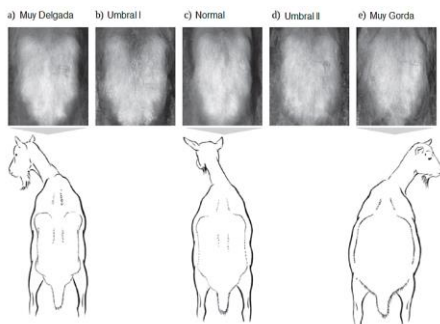 a) Muy Delgada
b) Umbral I
c) Normal
d) Umbral II
e) Muy Gorda